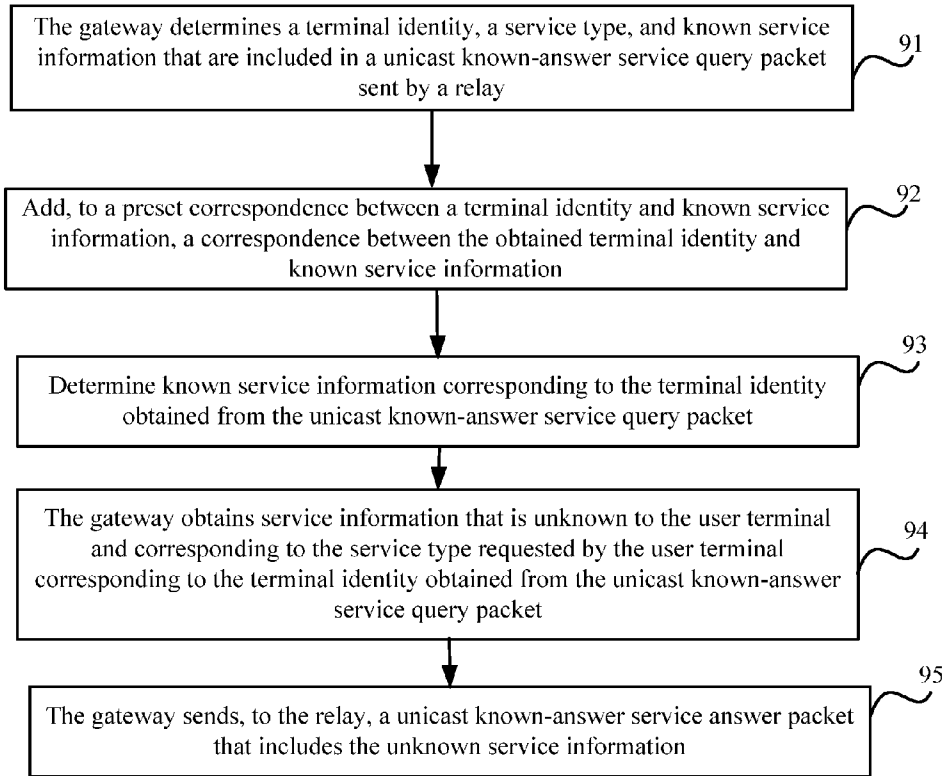 The gateway determines a terminal identity, a service type, and known service
information that are included in a unicast known-answer service query packet
sent by a relay
91
Add, to a preset correspondence between a terminal identity and known service
information, a correspondence between the obtained terminal identity and
known service information
92
Determine known service information corresponding to the terminal identity
obtained from the unicast known-answer service query packet
93
The gateway obtains service information that is unknown to the user terminal
and corresponding to the service type requested by the user terminal
corresponding to the terminal identity obtained from the unicast known-answer
service query packet
94
The gateway sends, to the relay, a unicast known-answer service answer packet
that includes the unknown service information
95